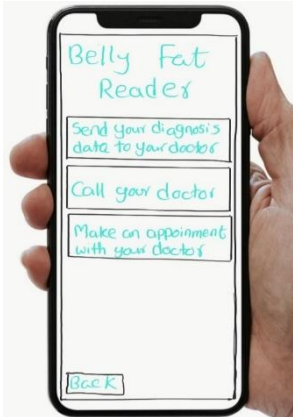 Belly Fat
Reader
Send your diagnosis
data to your doctor
Call your doctor
Make an appoinment
with your doctor
Back